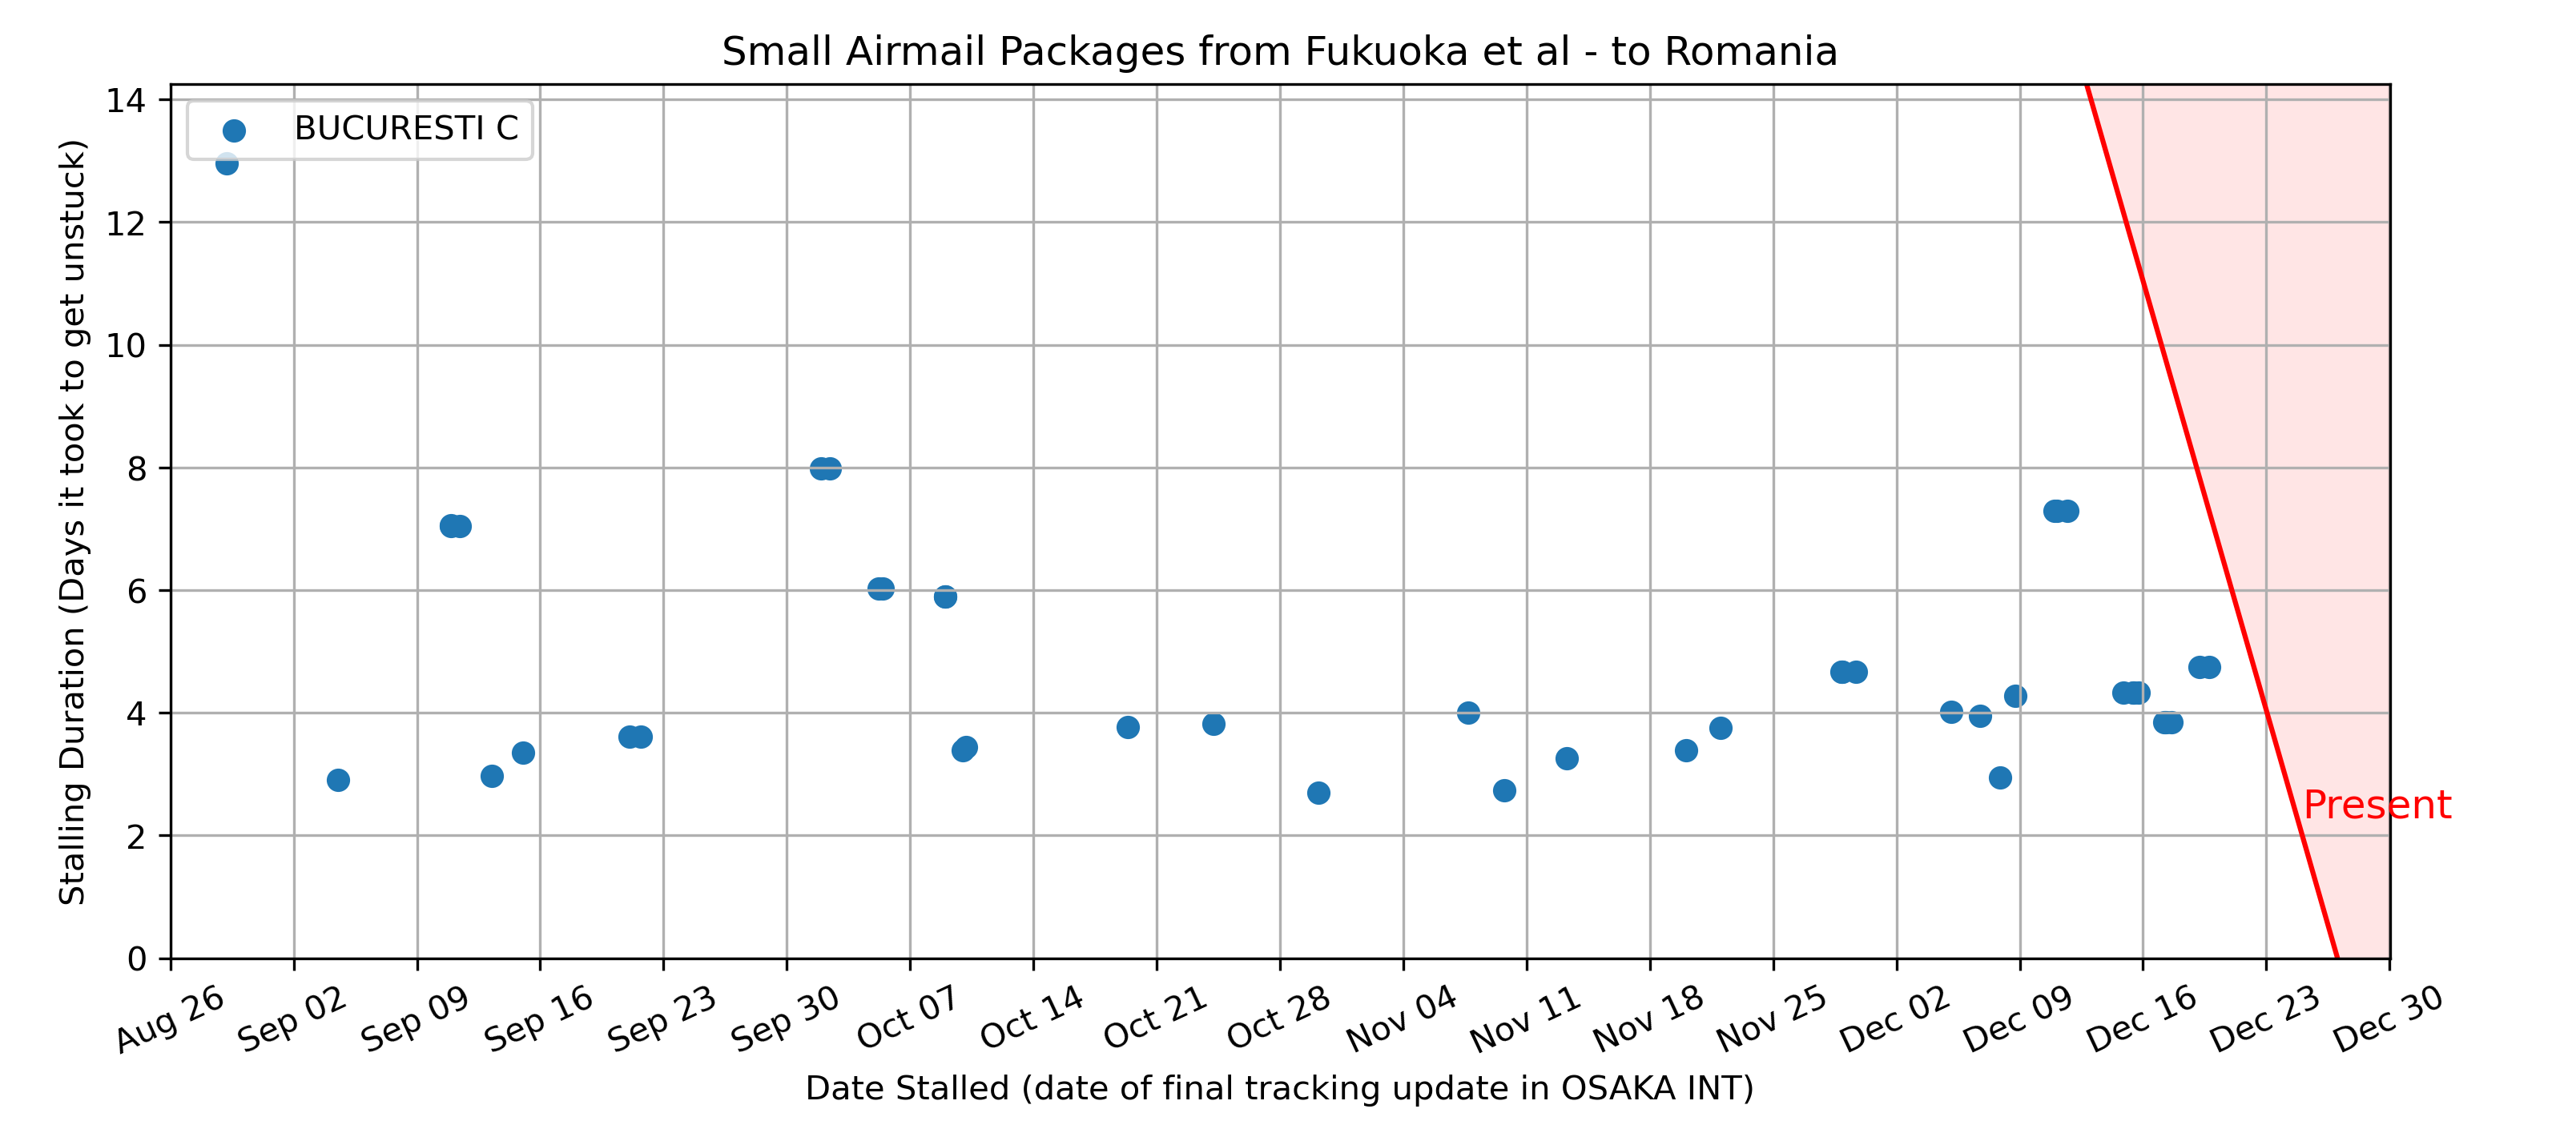 Small Airmail Packages from Fukuoka et al - to Romania
BUCURESTI C
Stalling Duration (Days it took to get unstuck)
14
12
10
8
6
4
2
0
Present
Aug 26
Sep 02
Sep 09
Sep 16
Sep 23
Sep 30
Oct 07
Oct 14
Oct 21
Oct 28
Nov 04
Nov 11
Nov 18
Nov 25
Dec 02
Dec 09
Dec 16
Dec 23
Dec 30
Date Stalled (date of final tracking update in OSAKA INT)